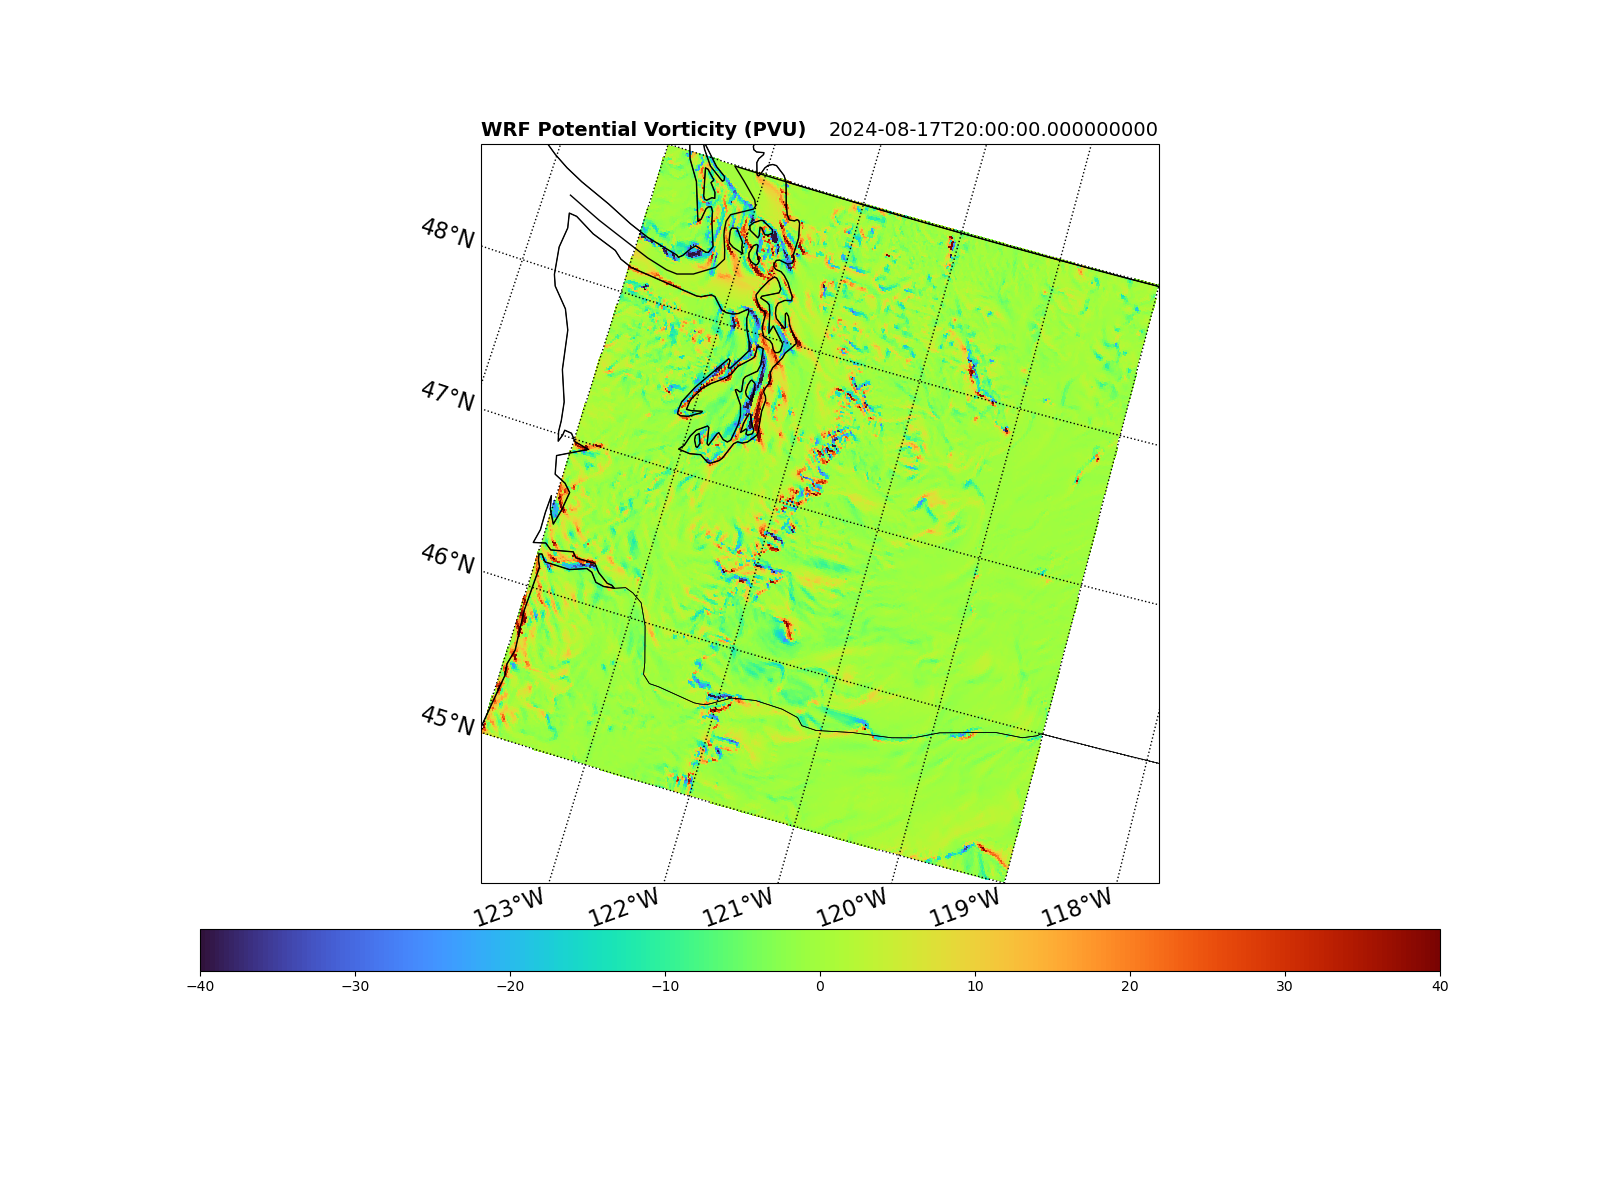 WRF Potential Vorticity (PVU) 2024-08-17T20:00:00.000000000
48°N
47°N
46°N
45°N
123°W 122°W 121°W 120°W 119°W 118°W
−40 −30 −20 −10 0 10 20 30 40